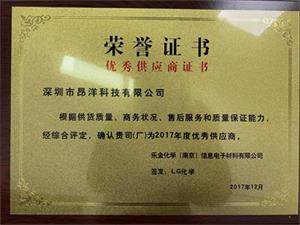 荣誉证书
优秀供应商证书
深圳市昂洋科技有限公司
根据供货质量、商务状况、售后服务和质量保证能力,
经综合评定，确认贵司(厂)为2017年度优秀供应商。
乐金化学（南京）信息电子材料有限公司
签发：LG化学
2017年12月